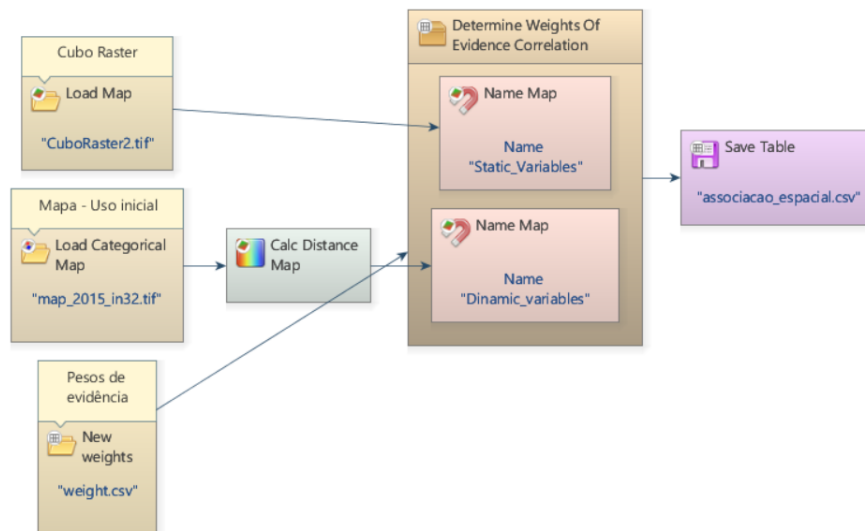 Cubo Raster
Load Map
"CuboRaster2.tif"
Mapa - Uso inicial
Load Categorical
Map
"map_2015_in32.tif"
Pesos de
evidência
New
weights
"weight.csv"
Calc Distance
Map
Determine Weights Of
Evidence Correlation
Name Map
Name
"Static_Variables"
Name Map
Name
"Dinamic_variables"
Save Table
"associacao_espacial.csv"